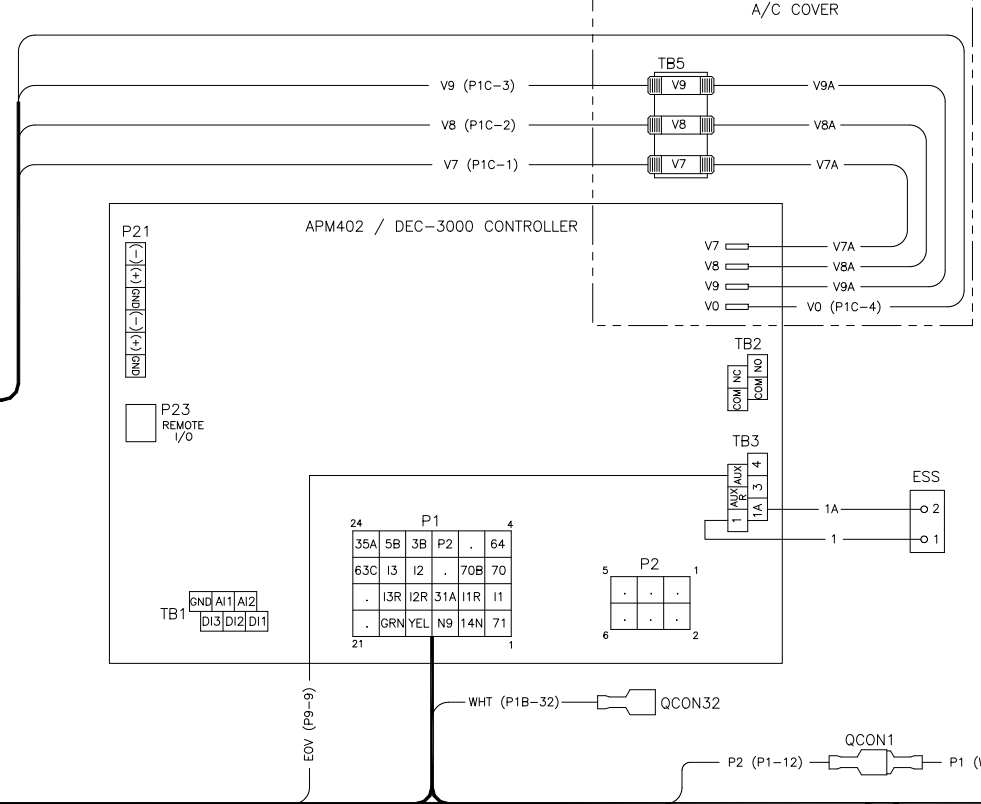 A/C COVER
TB5
V9 (P1C-3)
V9
V9A
V8 (P1C-2)
V8
V8A
V7 (P1C-1)
V7
V7A
APM402 / DEC-3000 CONTROLLER
P21
(-)
(+)
GND
(-)
(+)
GND
V7
V7A
V8
V8A
V9
V9A
V0
V0 (P1C-4)
TB2
NC
NO
COM
COM
P23
REMOTE
I/O
TB3
AUX
4
AUX
R
3
1
1A
ESS
1A
2
1
1
24
P1
4
35A 5B 3B P2 . 64
63C I3 I2 . 70B 70
. I3R I2R 31A I1R I1
. GRN YEL N9 14N 71
21
1
5
P2
1
. . .
. . .
6
2
TB1
GND AI1 AI2
DI3 DI2 DI1
EOV (P9-9)
WHT (P1B-32)
QCON32
QCON1
P2 (P1-12)
P1 (